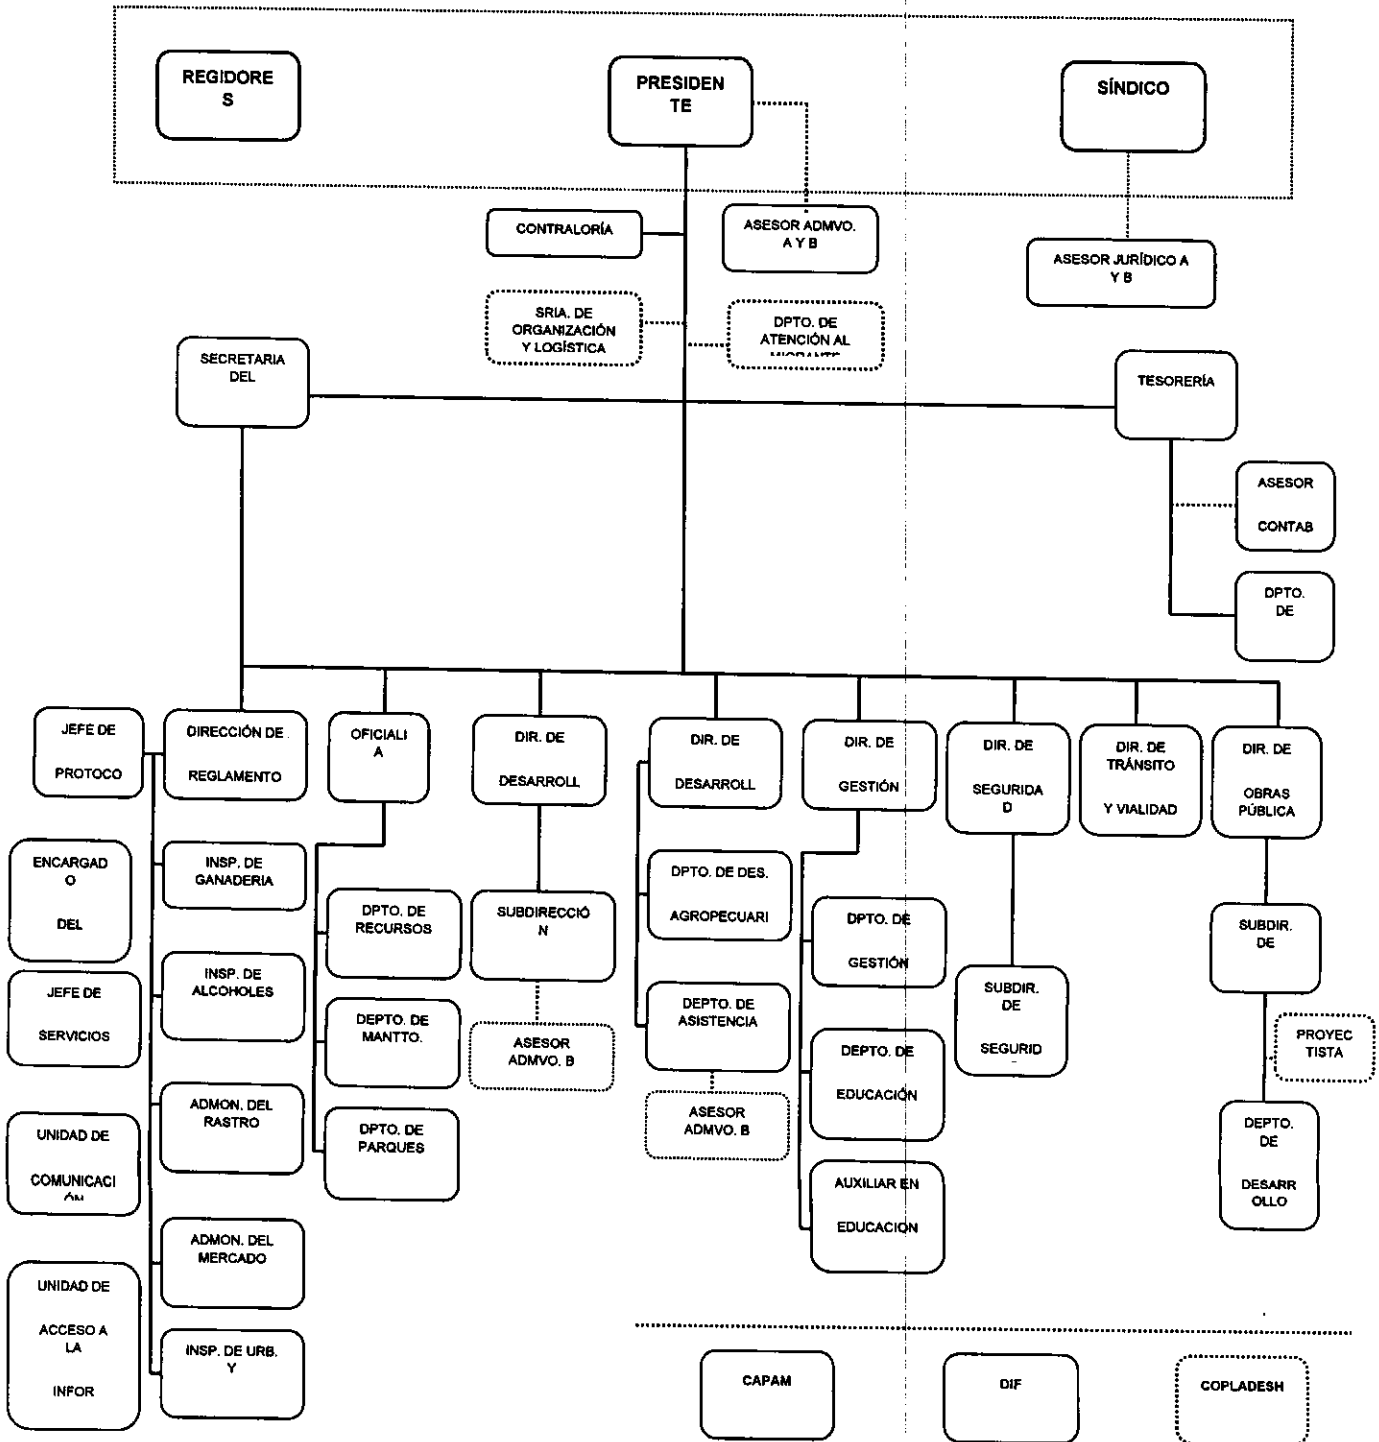 REGIDORE
S
PRESIDEN
TE
SÍNDICO
CONTRALORÍA
ASESOR ADMVO.
A Y B
ASESOR JURÍDICO A
Y B
SRIA. DE
ORGANIZACIÓN
Y LOGÍSTICA
DPTO. DE
ATENCIÓN AL
MIGRANTE
SECRETARIA
DEL
TESORERÍA
ASESOR
CONTAB
DPTO.
DE
JEFE DE
PROTOCO
DIRECCIÓN DE
REGLAMENTO
OFICIALI
A
DIR. DE
DESARROLL
DIR. DE
DESARROLL
DIR. DE
GESTIÓN
DIR. DE
SEGURIDA
D
DIR. DE
TRÁNSITO
Y VIALIDAD
DIR. DE
OBRAS
PÚBLICA
ENCARGAD
O
DEL
INSP. DE
GANADERIA
DPTO. DE
RECURSOS
SUBDIRECCIÓ
N
DPTO. DE DES.
AGROPECUARI
DPTO. DE
GESTIÓN
SUBDIR.
DE
JEFE DE
SERVICIOS
INSP. DE
ALCOHOLES
DEPTO. DE
MANTTO.
ASESOR
ADMVO. B
DEPTO. DE
ASISTENCIA
DEPTO. DE
EDUCACIÓN
SUBDIR.
DE
SEGURID
PROYEC
TISTA
UNIDAD DE
COMUNICACI
ÓN
ADMON. DEL
RASTRO
DPTO. DE
PARQUES
ASESOR
ADMVO. B
AUXILIAR EN
EDUCACION
DEPTO.
DE
DESARR
OLLO
UNIDAD DE
ACCESO A
LA
INFOR
ADMON. DEL
MERCADO
INSP. DE URB.
Y
CAPAM
DIF
COPLADESH